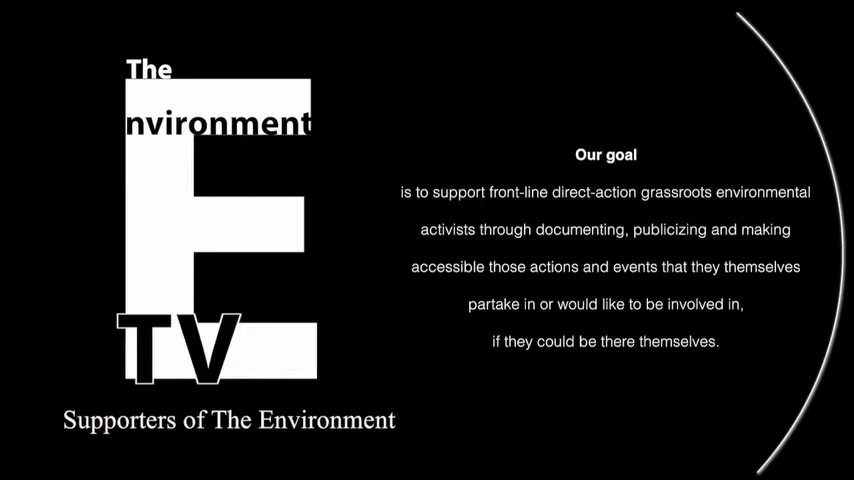 The
Environment
TV
Supporters of The Environment
Our goal
is to support front-line direct-action grassroots environmental
activists through documenting, publicizing and making
accessible those actions and events that they themselves
partake in or would like to be involved in,
if they could be there themselves.